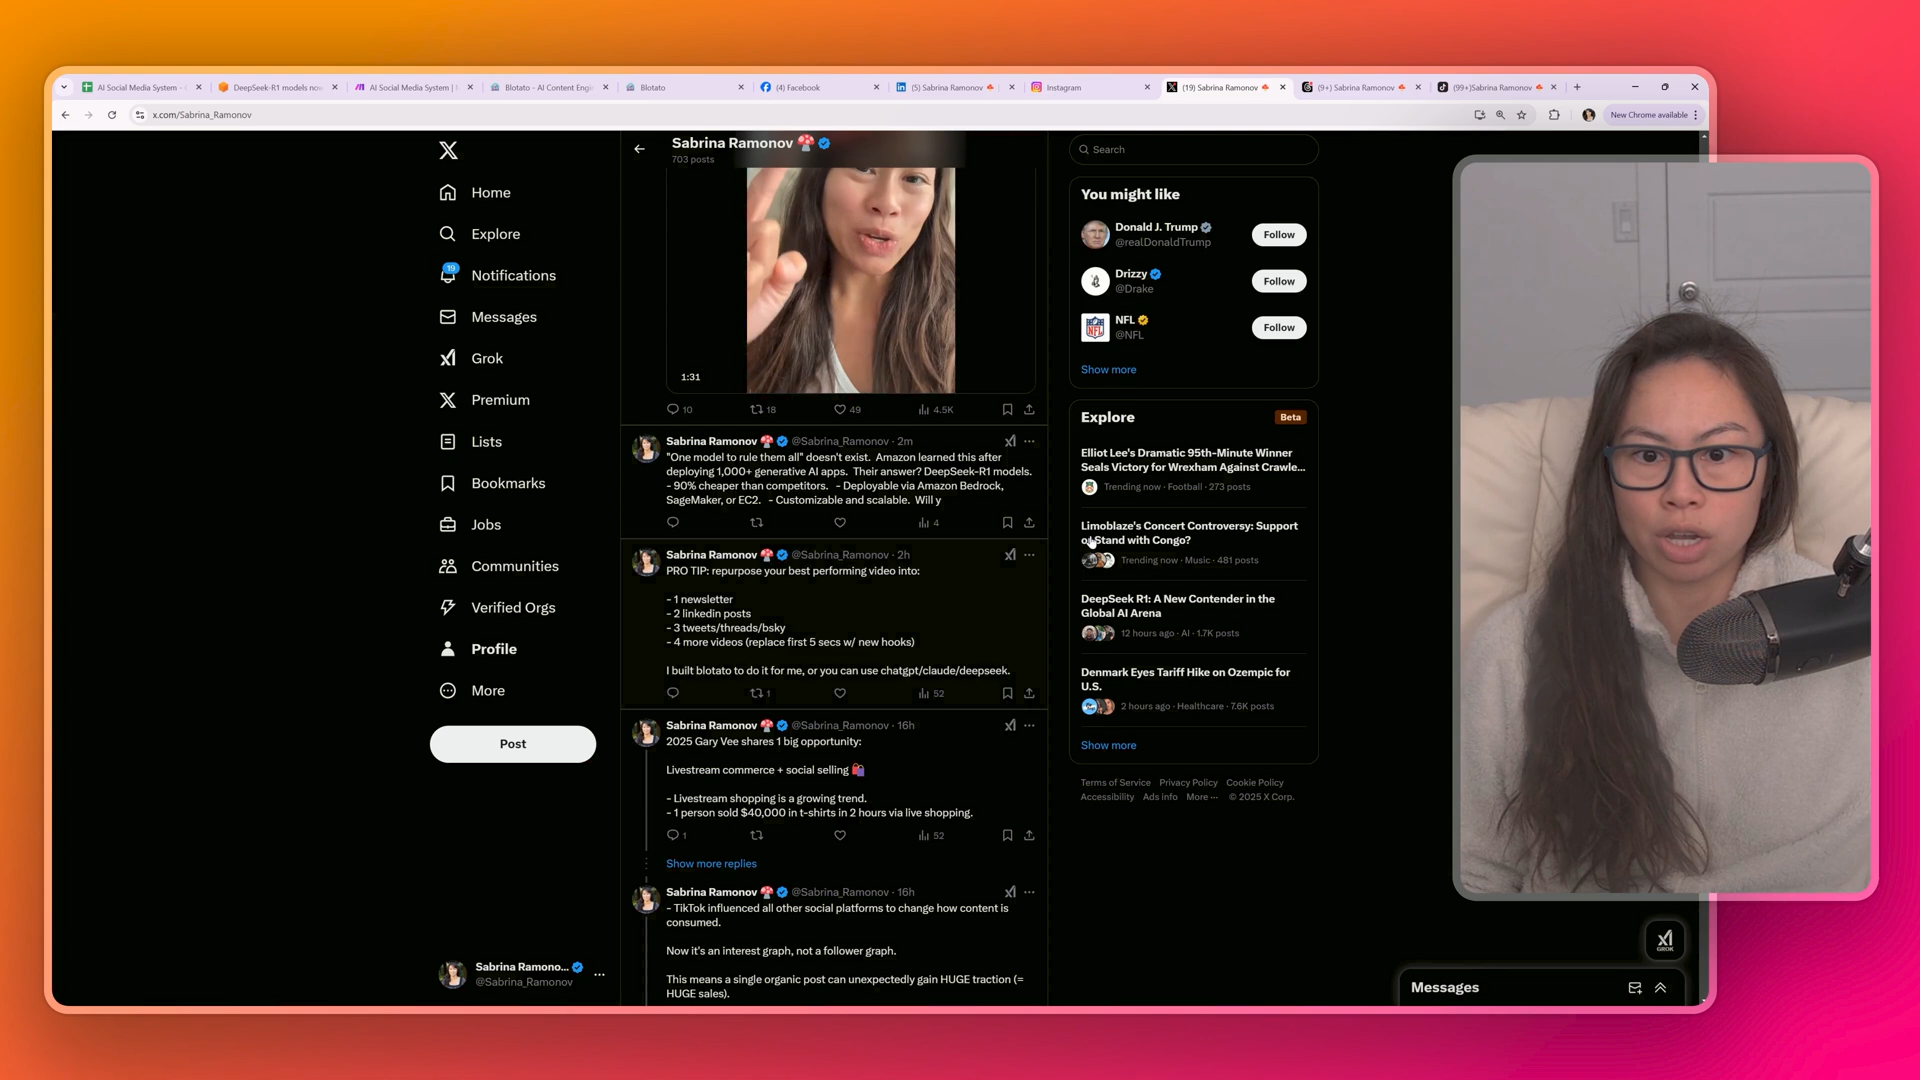 AI Social Media System -
DeepSeek-R1 models no
AI Social Media System |
Blotato - AI Content Engi
Blotato
(4) Facebook
(5) Sabrina Ramonov
Instagram
(19) Sabrina Ramonov
(9+) Sabrina Ramonov
(99+)Sabrina Ramonov
x.com/Sabrina_Ramonov
New Chrome available
Home
Explore
19
Notifications
Messages
Grok
Premium
Lists
Bookmarks
Jobs
Communities
Verified Orgs
Profile
More
Post
Sabrina Ramono...
@Sabrina_Ramonov
Sabrina Ramonov 🍄
703 posts
1:31
10 18 49 4.5K
Sabrina Ramonov 🍄 @Sabrina_Ramonov · 2m
"One model to rule them all" doesn't exist. Amazon learned this after
deploying 1,000+ generative AI apps. Their answer? DeepSeek-R1 models.
- 90% cheaper than competitors. - Deployable via Amazon Bedrock,
SageMaker, or EC2. - Customizable and scalable. Will y
4
Sabrina Ramonov 🍄 @Sabrina_Ramonov · 2h
PRO TIP: repurpose your best performing video into:
- 1 newsletter
- 2 linkedin posts
- 3 tweets/threads/bsky
- 4 more videos (replace first 5 secs w/ new hooks)
I built blotato to do it for me, or you can use chatgpt/claude/deepseek.
1 52
Sabrina Ramonov 🍄 @Sabrina_Ramonov · 16h
2025 Gary Vee shares 1 big opportunity:
Livestream commerce + social selling 🛍️
- Livestream shopping is a growing trend.
- 1 person sold $40,000 in t-shirts in 2 hours via live shopping.
1 52
Show more replies
Sabrina Ramonov 🍄 @Sabrina_Ramonov · 16h
- TikTok influenced all other social platforms to change how content is
consumed.
Now it's an interest graph, not a follower graph.
This means a single organic post can unexpectedly gain HUGE traction (=
HUGE sales).
Search
You might like
Donald J. Trump
@realDonaldTrump
Follow
Drizzy
@Drake
Follow
NFL
@NFL
Follow
Show more
Explore
Beta
Elliot Lee's Dramatic 95th-Minute Winner
Seals Victory for Wrexham Against Crawle...
Trending now · Football · 273 posts
Limoblaze's Concert Controversy: Support
or Stand with Congo?
Trending now · Music · 481 posts
DeepSeek R1: A New Contender in the
Global AI Arena
12 hours ago · AI · 1.7K posts
Denmark Eyes Tariff Hike on Ozempic for
U.S.
2 hours ago · Healthcare · 7.6K posts
Show more
Terms of Service Privacy Policy Cookie Policy
Accessibility Ads info More ··· © 2025 X Corp.
GROK
Messages